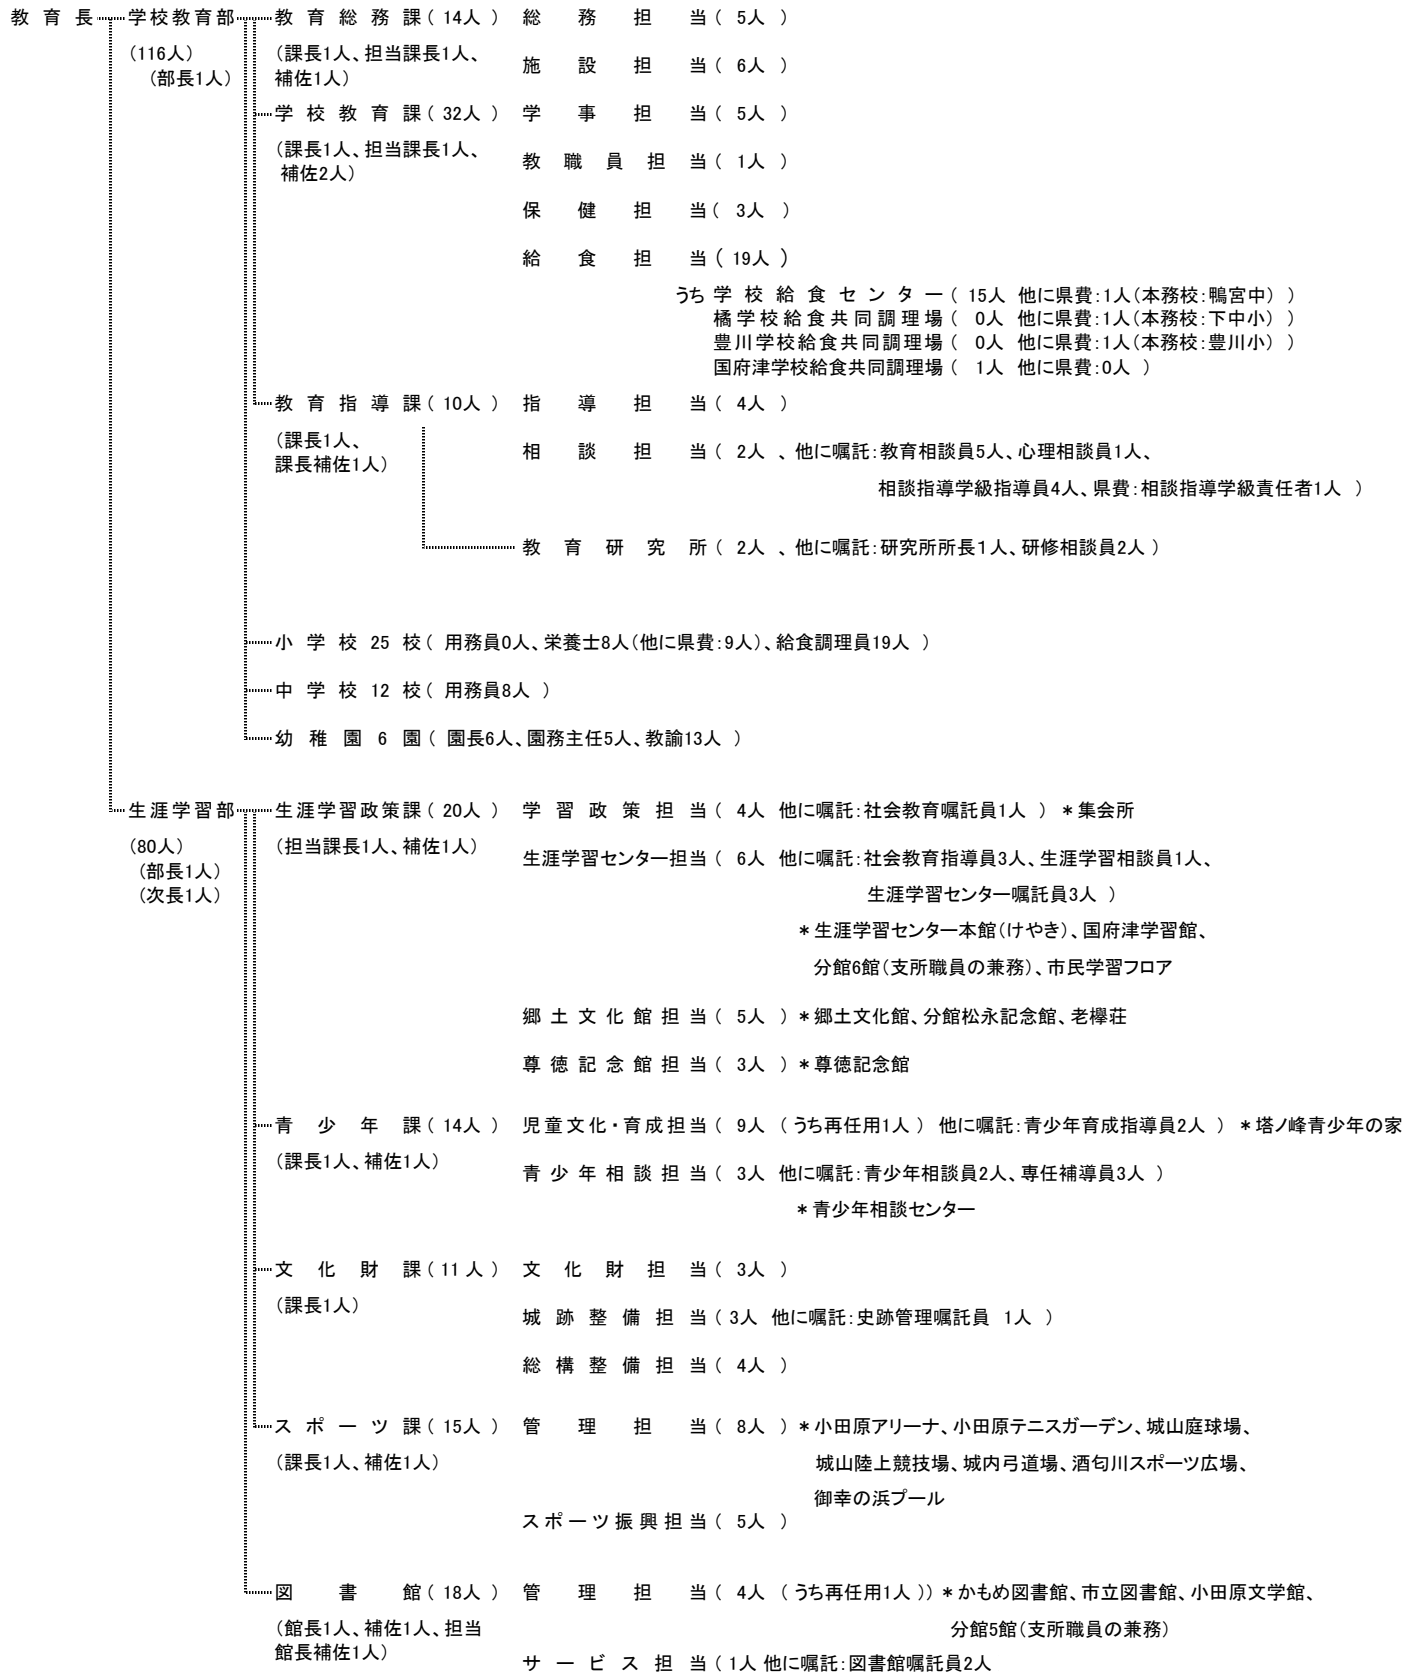 教育長 学校教育部 教育総務課( 14人 ) 総務担当( 5人 )
(116人) (課長1人、担当課長1人、
(部長1人) 補佐1人) 施設担当( 6人 )
学校教育課( 32人 ) 学事担当( 5人 )
(課長1人、担当課長1人、
補佐2人) 教職員担当( 1人 )
保健担当( 3人 )
給食担当( 19人 )
うち 学校給食センター( 15人 他に県費:1人(本務校:鴨宮中) )
橘学校給食共同調理場( 0人 他に県費:1人(本務校:下中小) )
豊川学校給食共同調理場( 0人 他に県費:1人(本務校:豊川小) )
国府津学校給食共同調理場( 1人 他に県費:0人 )
教育指導課( 10人 ) 指導担当( 4人 )
(課長1人、
課長補佐1人) 相談担当( 2人 、他に嘱託:教育相談員5人、心理相談員1人、
相談指導学級指導員4人、県費:相談指導学級責任者1人 )
教育研究所( 2人 、他に嘱託:研究所所長1人、研修相談員2人 )
小学校 25 校( 用務員0人、栄養士8人(他に県費:9人)、給食調理員19人 )
中学校 12 校( 用務員8人 )
幼稚園 6 園( 園長6人、園務主任5人、教諭13人 )
生涯学習部 生涯学習政策課( 20人 ) 学習政策担当( 4人 他に嘱託:社会教育嘱託員1人 ) *集会所
(80人) (担当課長1人、補佐1人) 生涯学習センター担当( 6人 他に嘱託:社会教育指導員3人、生涯学習相談員1人、
(部長1人)
(次長1人) 生涯学習センター嘱託員3人 )
*生涯学習センター本館(けやき)、国府津学習館、
分館6館(支所職員の兼務)、市民学習フロア
郷土文化館担当( 5人 )*郷土文化館、分館松永記念館、老欅荘
尊徳記念館担当( 3人 )*尊徳記念館
青少年課( 14人 ) 児童文化・育成担当( 9人 (うち再任用1人) 他に嘱託:青少年育成指導員2人 ) *塔ノ峰青少年の家
(課長1人、補佐1人) 青少年相談担当( 3人 他に嘱託:青少年相談員2人、専任補導員3人 )
*青少年相談センター
文化財課( 11人 ) 文化財担当( 3人 )
(課長1人) 城跡整備担当( 3人 他に嘱託:史跡管理嘱託員 1人 )
総構整備担当( 4人 )
スポーツ課( 15人 ) 管理担当( 8人 )*小田原アリーナ、小田原テニスガーデン、城山庭球場、
(課長1人、補佐1人) 城山陸上競技場、城内弓道場、酒匂川スポーツ広場、
御幸の浜プール
スポーツ振興担当( 5人 )
図書館( 18人 ) 管理担当( 4人 (うち再任用1人))*かもめ図書館、市立図書館、小田原文学館、
(館長1人、補佐1人、担当 分館5館(支所職員の兼務)
館長補佐1人) サービス担当( 1人 他に嘱託:図書館嘱託員2人